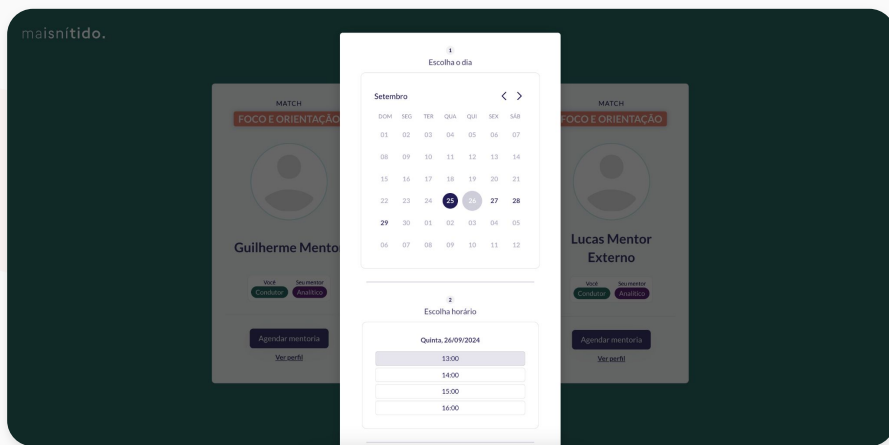 maisnítido.
MATCH
FOCO E ORIENTAÇÃO
Guilherme Mento
Você
Seu mentor
Condutor
Analítico
Agendar mentoria
Ver perfil
1
Escolha o dia
Setembro
DOM SEG TER QUA QUI SEX SÁB
01 02 03 04 05 06 07
08 09 10 11 12 13 14
15 16 17 18 19 20 21
22 23 24 25 26 27 28
29 30 01 02 03 04 05
06 07 08 09 10 11 12
2
Escolha horário
Quinta, 26/09/2024
13:00
14:00
15:00
16:00
MATCH
FOCO E ORIENTAÇÃO
Lucas Mentor
Externo
Você
Seu mentor
Condutor
Analítico
Agendar mentoria
Ver perfil